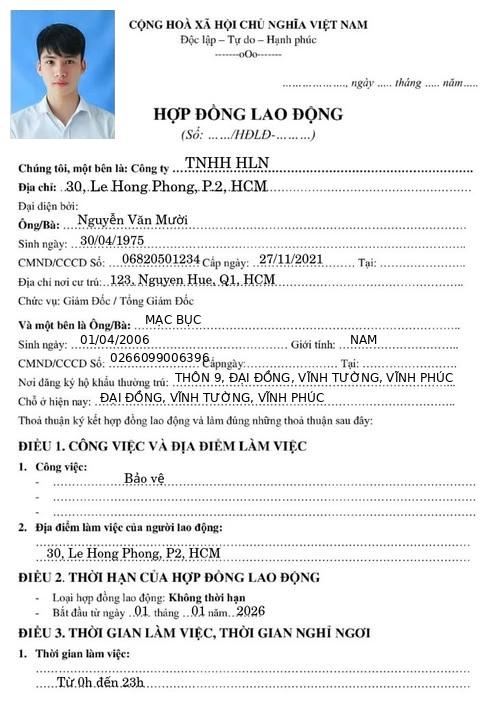 CỘNG HOÀ XÃ HỘI CHỦ NGHĨA VIỆT NAM
Độc lập – Tự do – Hạnh phúc
-------oOo-------
…………………, ngày ….. tháng ….. năm…..
HỢP ĐỒNG LAO ĐỘNG
(Số: ……/HĐLĐ-………)
Chúng tôi, một bên là: Công ty ... TNHH HLN
Địa chỉ: 30, Le Hong Phong, P.2, HCM
Đại diện bởi:
Ông/Bà: Nguyễn Văn Mười
Sinh ngày: 30/04/1975
CMND/CCCD Số: 06820501234 Cấp ngày: 27/11/2021 Tại:
Địa chỉ nơi cư trú: 123, Nguyen Hue, Q1, HCM
Chức vụ: Giám Đốc / Tổng Giám Đốc
Và một bên là Ông/Bà: MẠC BỤC
Sinh ngày: 01/04/2006 Giới tính: NAM
CMND/CCCD Số: 0266099006396 Cấpngày: Tại:
Nơi đăng ký hộ khẩu thường trú: THÔN 9, ĐẠI ĐỒNG, VĨNH TƯỜNG, VĨNH PHÚC
Chỗ ở hiện nay: ĐẠI ĐỒNG, VĨNH TƯỜNG, VĨNH PHÚC
Thoả thuận ký kết hợp đồng lao động và làm đúng những thoả thuận sau đây:
ĐIỀU 1. CÔNG VIỆC VÀ ĐỊA ĐIỂM LÀM VIỆC
1. Công việc:
- Bảo vệ
-
-
2. Địa điểm làm việc của người lao động:
30, Le Hong Phong, P2, HCM
ĐIỀU 2. THỜI HẠN CỦA HỢP ĐỒNG LAO ĐỘNG
- Loại hợp đồng lao động: Không thời hạn
- Bắt đầu từ ngày 01 tháng 01 năm 2026
ĐIỀU 3. THỜI GIAN LÀM VIỆC, THỜI GIAN NGHỈ NGƠI
1. Thời gian làm việc:
Từ 0h đến 23h